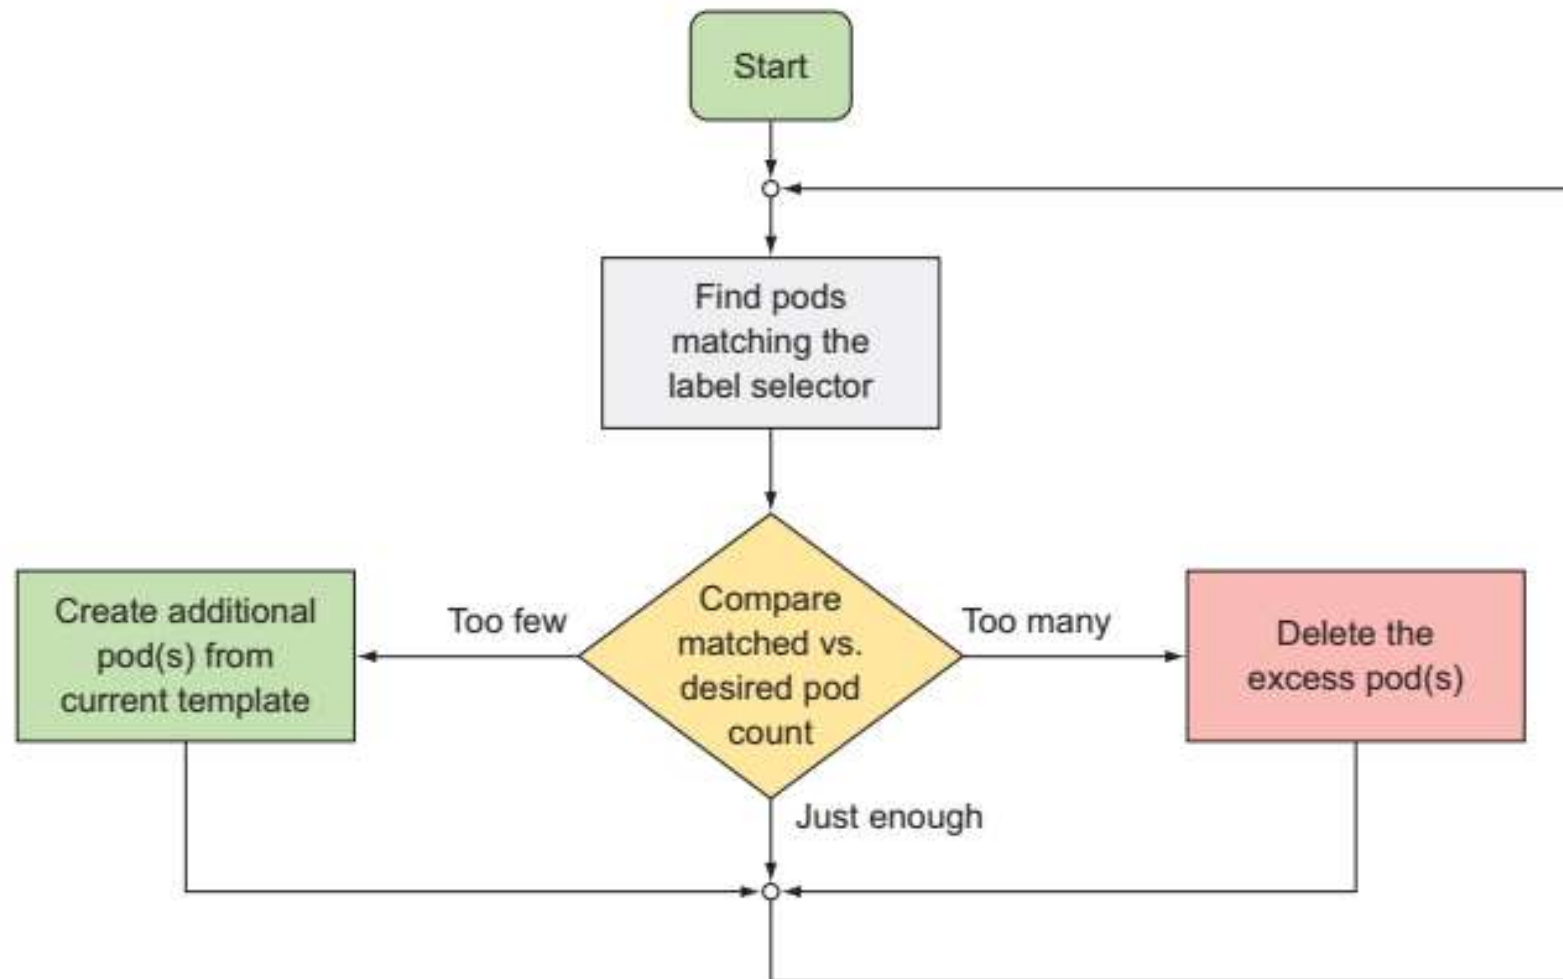 Start
Find pods
matching the
label selector
Compare
matched vs.
desired pod
count
Too few
Create additional
pod(s) from
current template
Too many
Delete the
excess pod(s)
Just enough